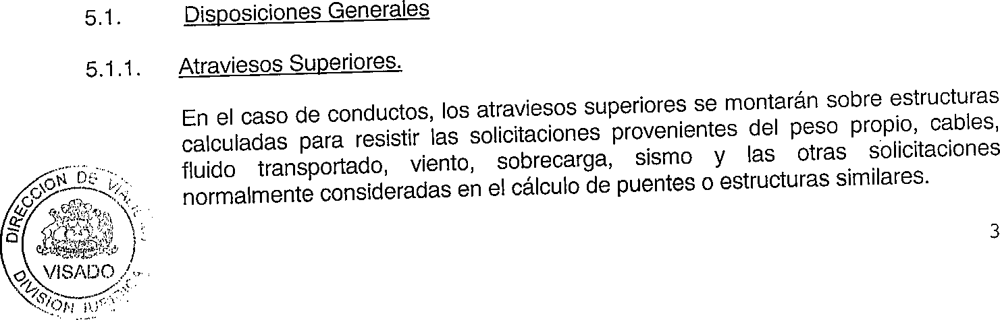 5.1. Disposiciones Generales
5.1.1. Atraviesos Superiores.
En el caso de conductos, los atraviesos superiores se montarán sobre estructuras
calculadas para resistir las solicitaciones provenientes del peso propio, cables,
fluido transportado, viento, sobrecarga, sismo y las otras solicitaciones
normalmente consideradas en el cálculo de puentes o estructuras similares.
3
DIRECCION DE
VISADO
DIVISION